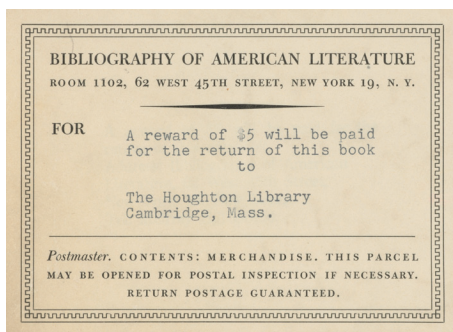 BIBLIOGRAPHY OF AMERICAN LITERATURE
ROOM 1102, 62 WEST 45TH STREET, NEW YORK 19, N. Y.
FOR
A reward of $5 will be paid
for the return of this book
to
The Houghton Library
Cambridge, Mass.
Postmaster. CONTENTS: MERCHANDISE. THIS PARCEL
MAY BE OPENED FOR POSTAL INSPECTION IF NECESSARY.
RETURN POSTAGE GUARANTEED.